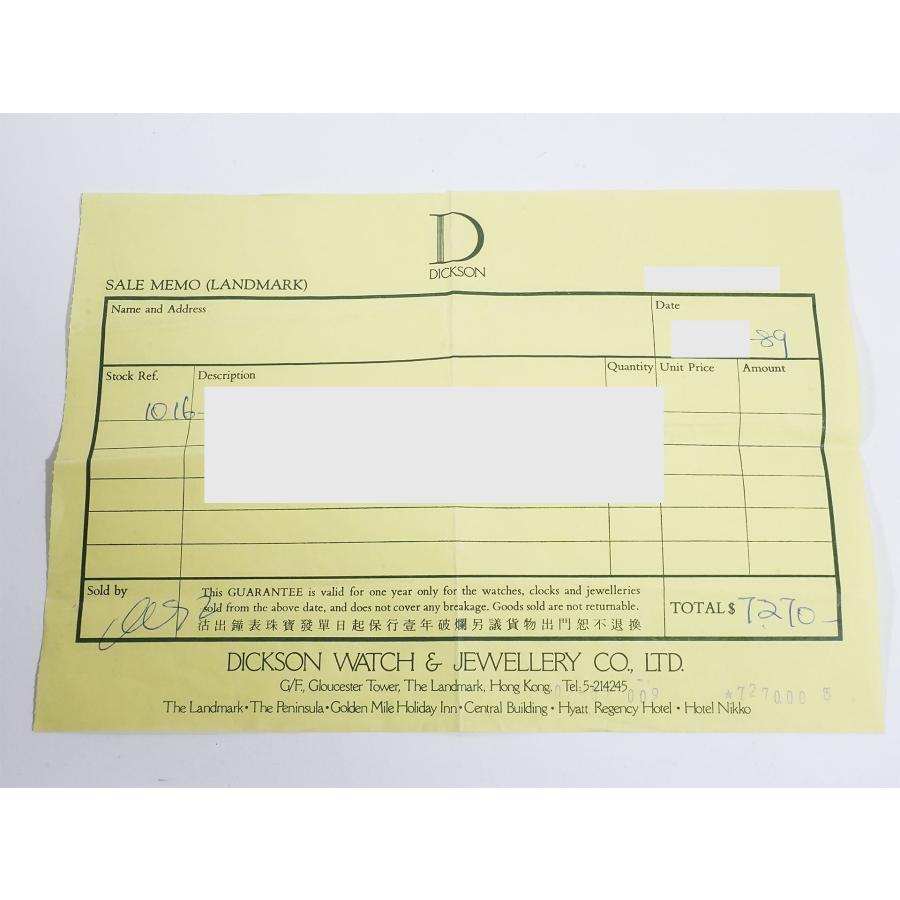 D
DICKSON
SALE MEMO (LANDMARK)
Name and Address
Date
-89
Stock Ref.
Description
Quantity
Unit Price
Amount
1016-
Sold by
This GUARANTEE is valid for one year only for the watches, clocks and jewelleries
sold from the above date, and does not cover any breakage. Goods sold are not returnable.
沽出鐘表珠寶發單日起保行壹年破爛另議貨物出門恕不退換
TOTAL $ 7270-
DICKSON WATCH & JEWELLERY CO., LTD.
G/F., Gloucester Tower, The Landmark, Hong Kong. Tel: 5-214245
009
*7270.00
The Landmark • The Peninsula • Golden Mile Holiday Inn • Central Building • Hyatt Regency Hotel • Hotel Nikko